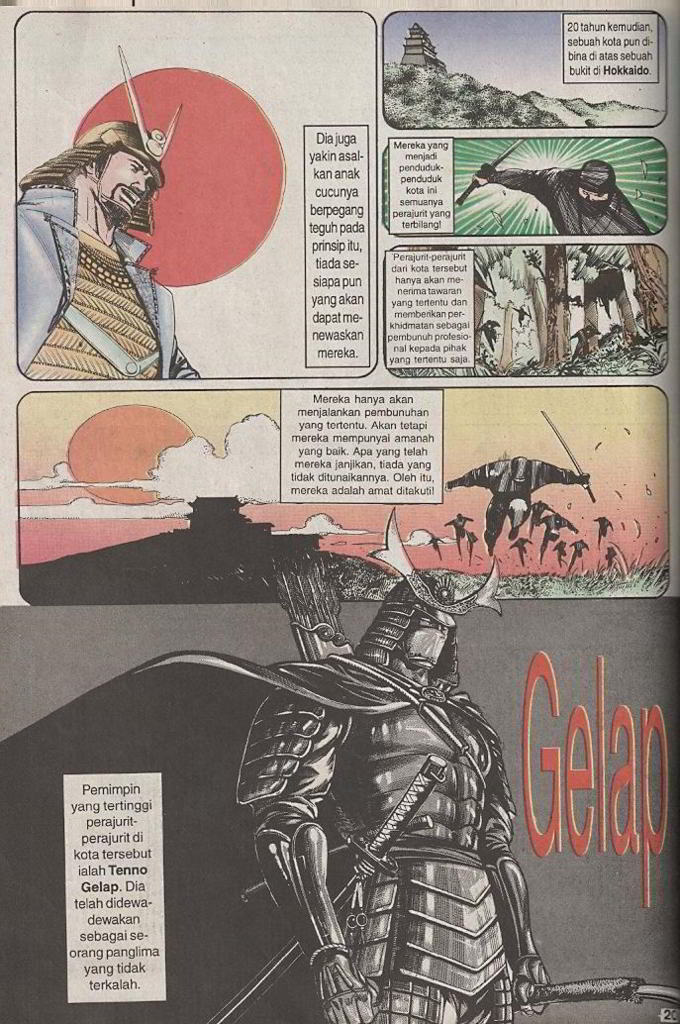 Dia juga
yakin asal-
kan anak
cucunya
berpegang
teguh pada
prinsip itu,
tiada se-
siapa pun
yang akan
dapat me-
newaskan
mereka.
20 tahun kemudian,
sebuah kota pun di-
bina di atas sebuah
bukit di Hokkaido.
Mereka yang
menjadi
penduduk-
penduduk
kota ini
semuanya
perajurit yang
terbilang!
Perajurit-perajurit
dari kota tersebut
hanya akan me-
nerima tawaran
yang tertentu dan
memberikan per-
khidmatan sebagai
pembunuh profesio-
nal kepada pihak
yang tertentu saja.
Mereka hanya akan
menjalankan pembunuhan
yang tertentu. Akan tetapi
mereka mempunyai amanah
yang baik. Apa yang telah
mereka janjikan, tiada yang
tidak ditunaikannya. Oleh itu,
mereka adalah amat ditakuti!
Gelap
Pemimpin
yang tertinggi
perajurit-
perajurit di
kota tersebut
ialah Tenno
Gelap. Dia
telah didewa-
dewakan
sebagai se-
orang panglima
yang tidak
terkalah.